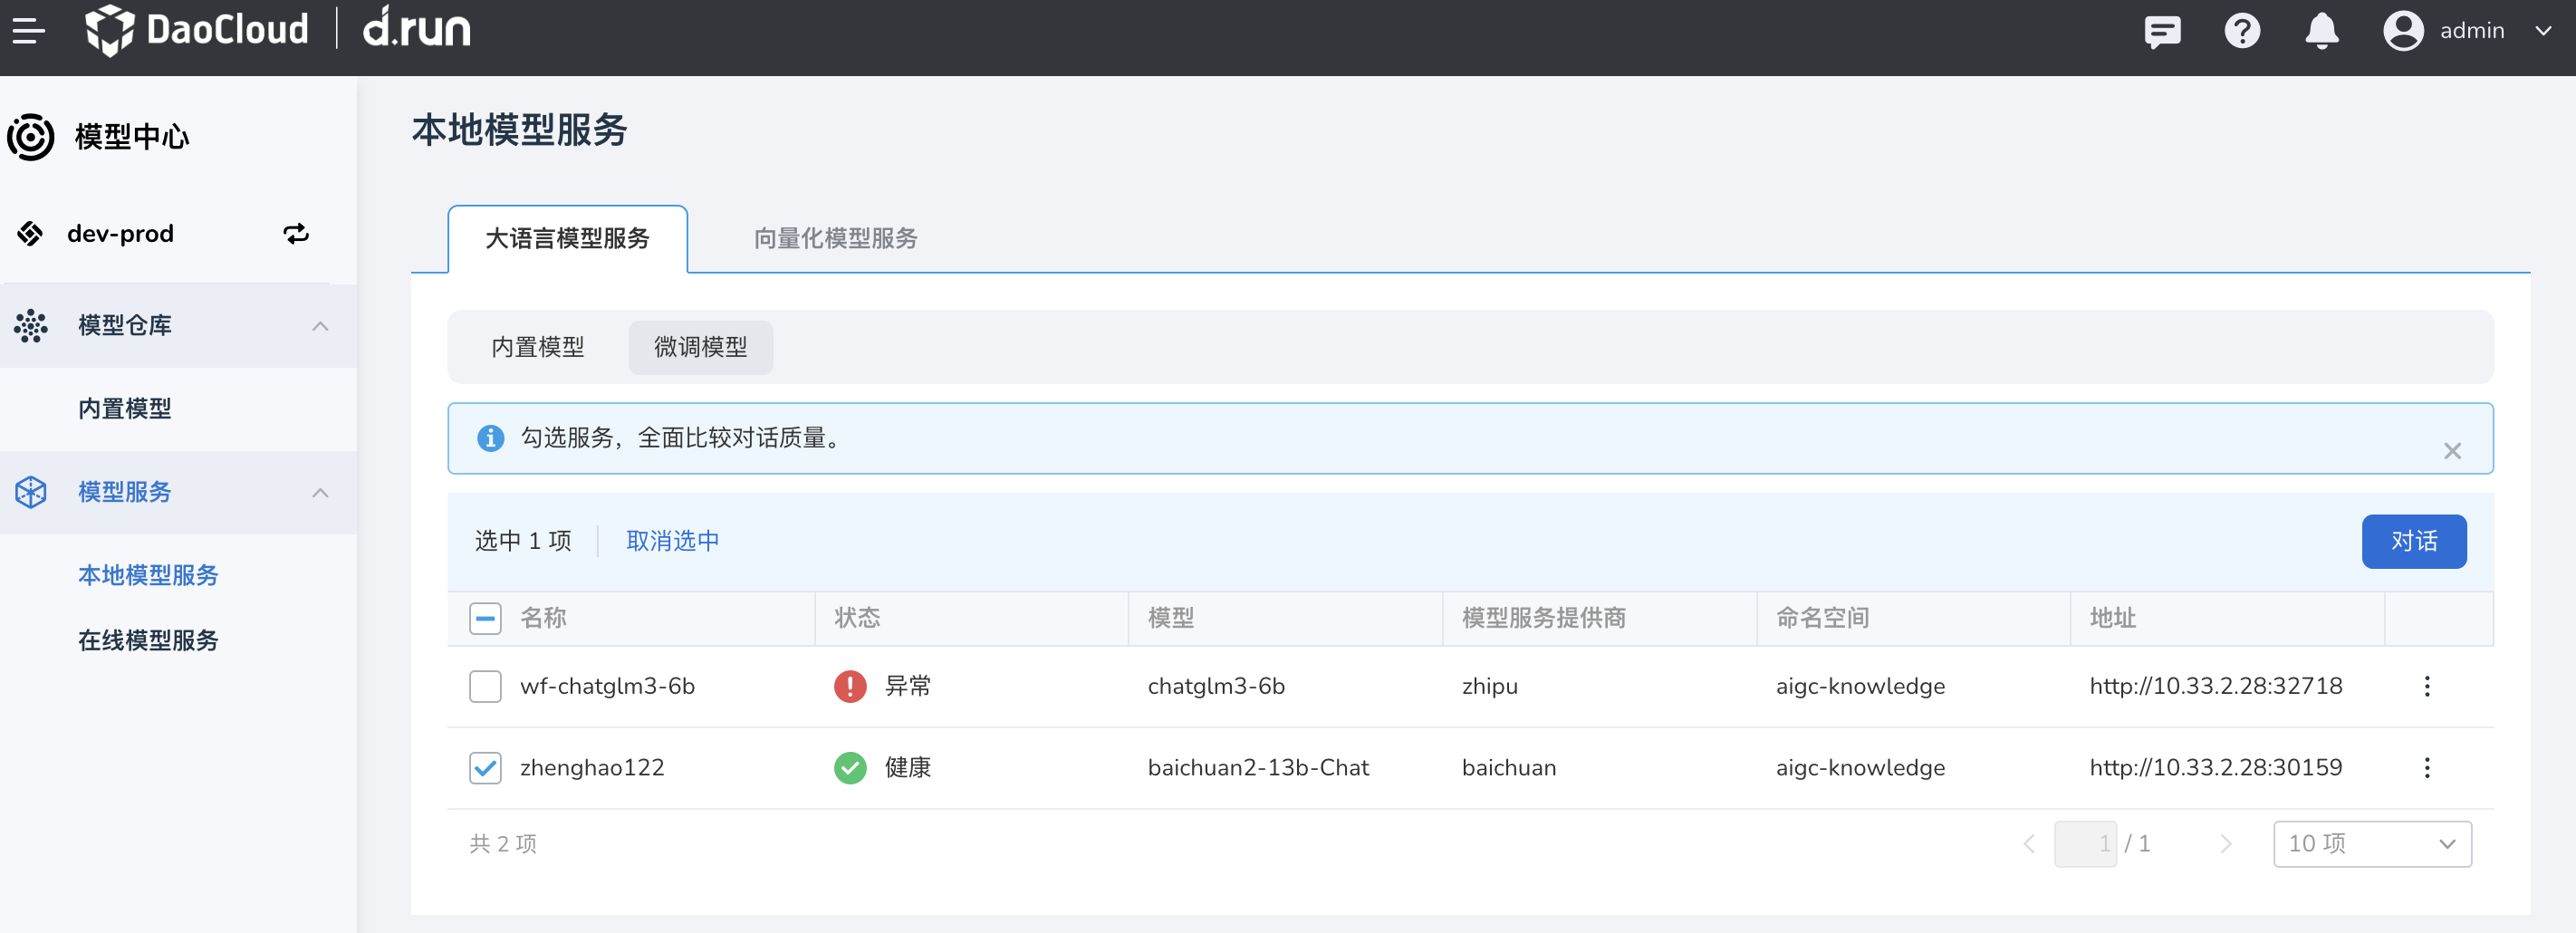 DaoCloud d.run admin
模型中心
dev-prod
模型仓库
内置模型
模型服务
本地模型服务
在线模型服务
本地模型服务
大语言模型服务 向量化模型服务
内置模型 微调模型
勾选服务，全面比较对话质量。
选中 1 项 取消选中 对话
名称 状态 模型 模型服务提供商 命名空间 地址
wf-chatglm3-6b 异常 chatglm3-6b zhipu aigc-knowledge http://10.33.2.28:32718
zhenghao122 健康 baichuan2-13b-Chat baichuan aigc-knowledge http://10.33.2.28:30159
共 2 项 1 / 1 10 项